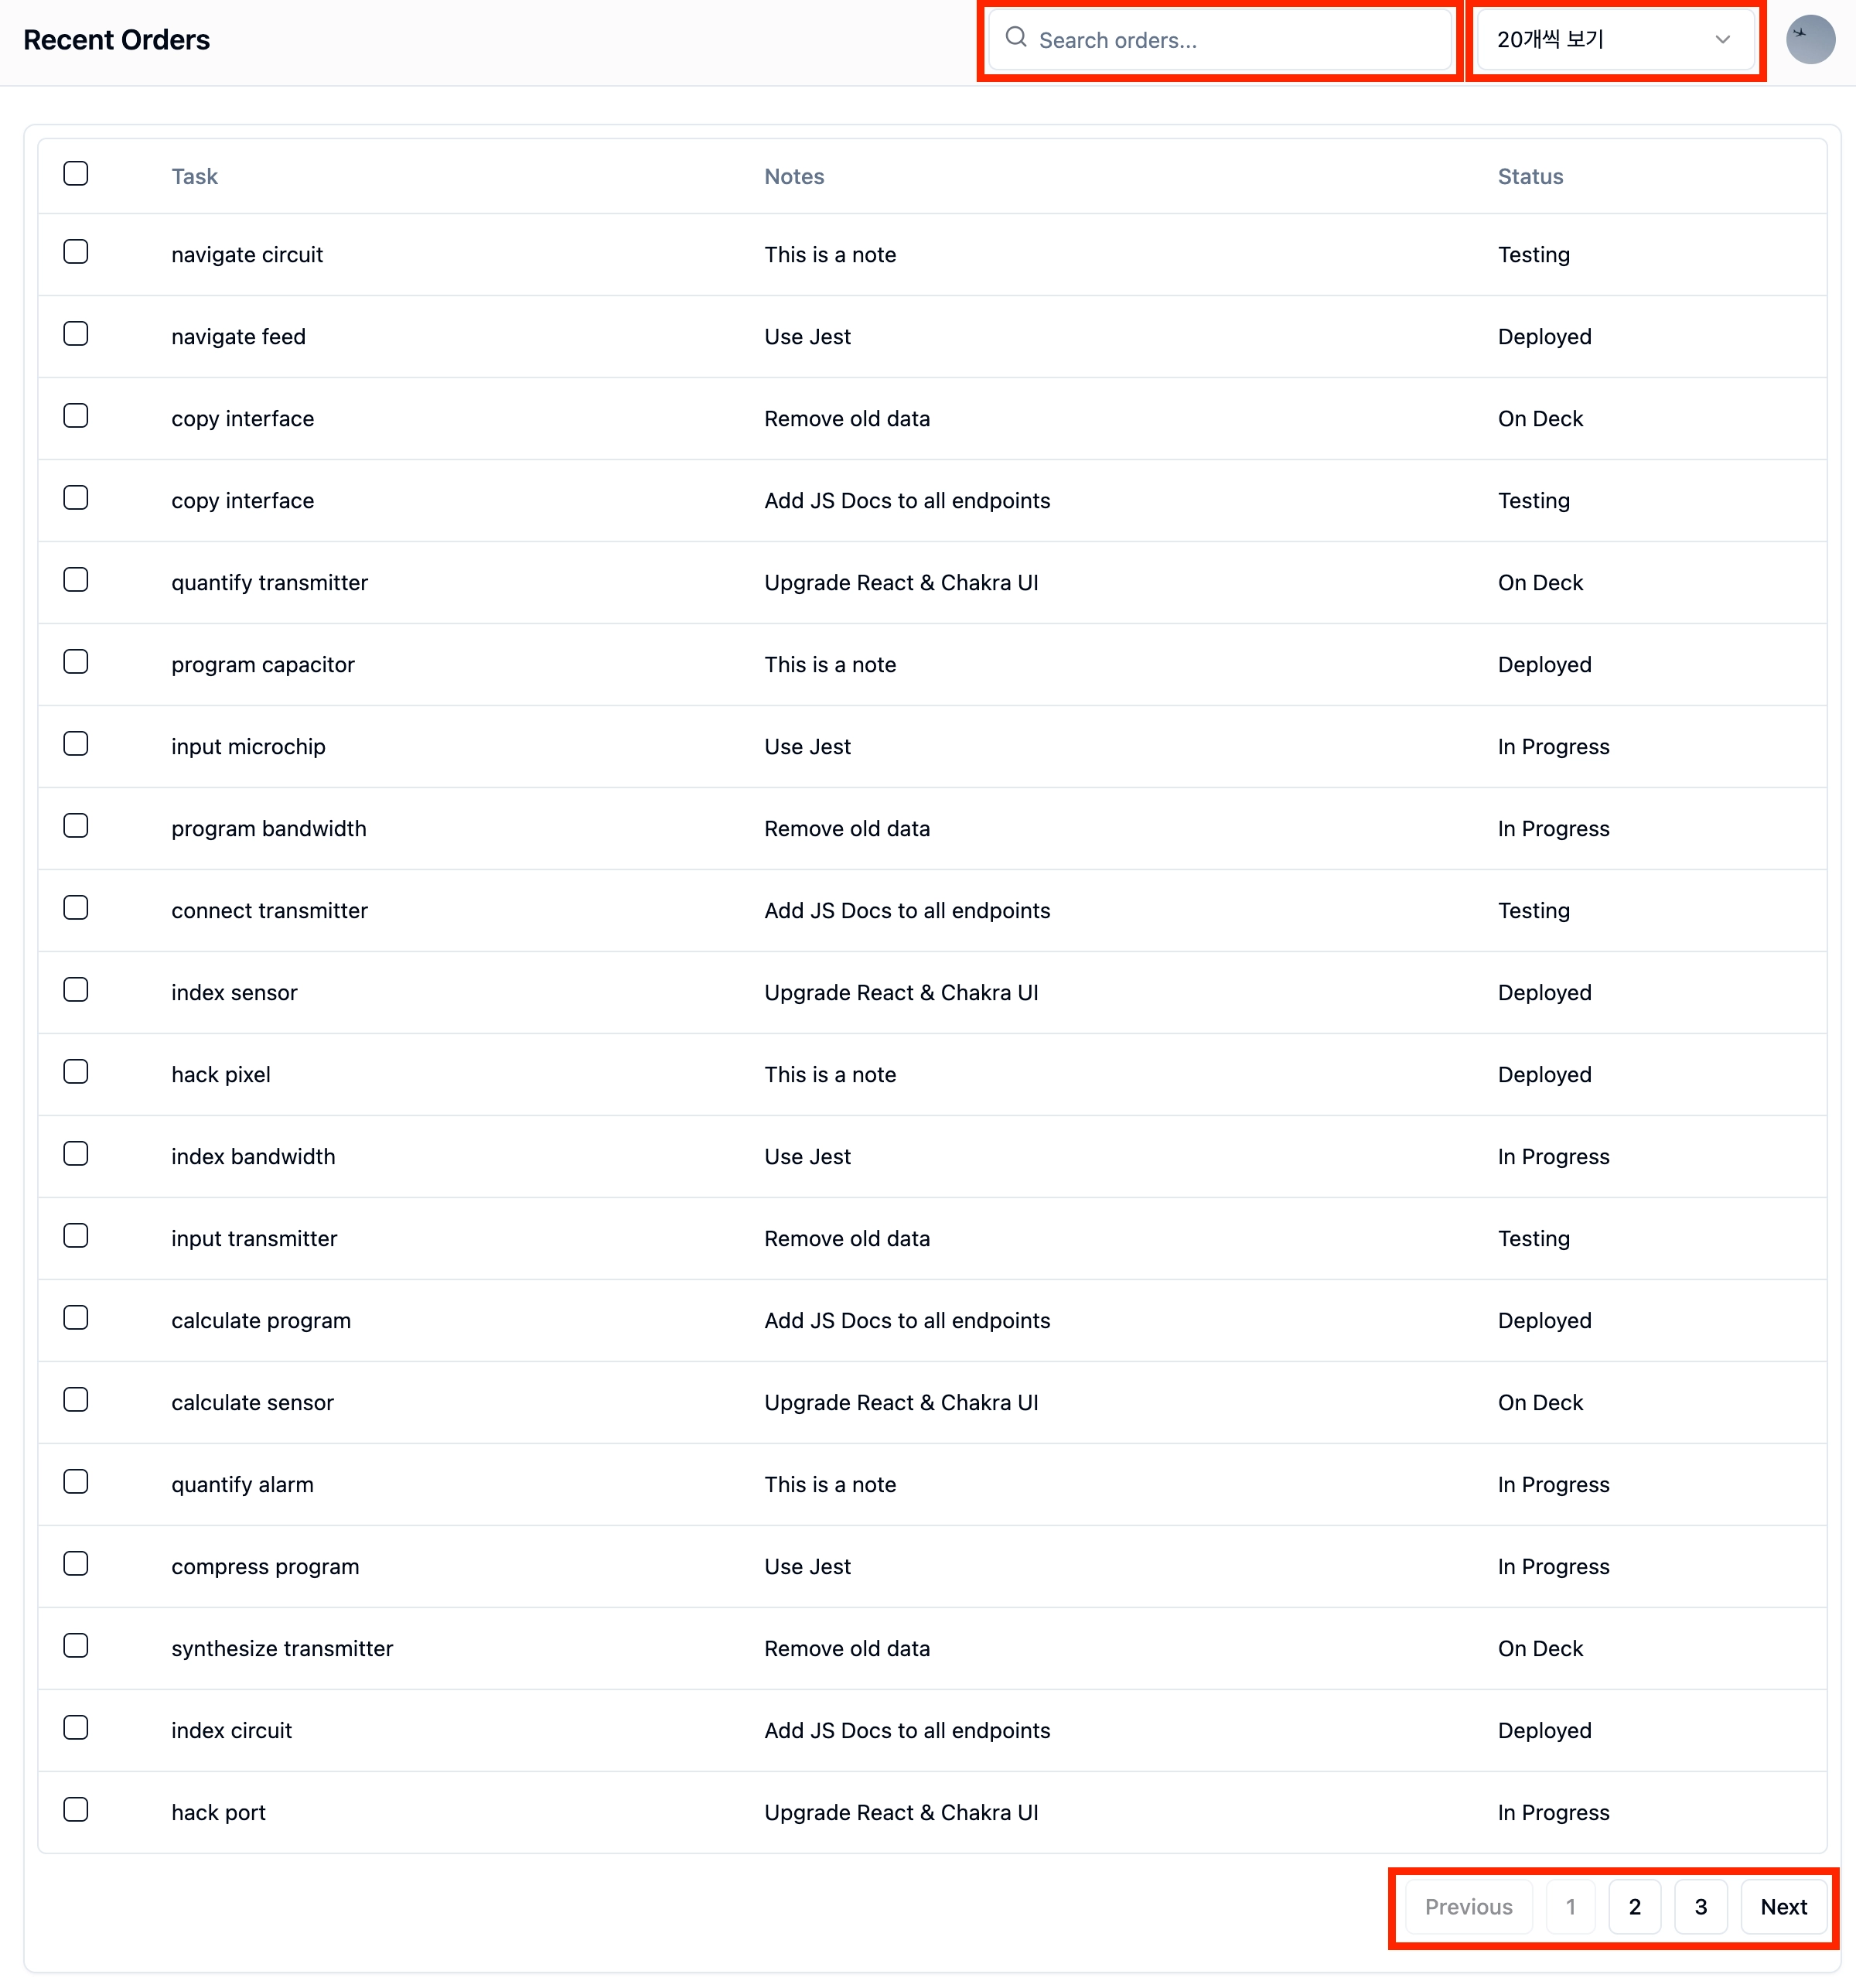 Recent Orders
Search orders...
20개씩 보기
Task Notes Status
navigate circuit This is a note Testing
navigate feed Use Jest Deployed
copy interface Remove old data On Deck
copy interface Add JS Docs to all endpoints Testing
quantify transmitter Upgrade React & Chakra UI On Deck
program capacitor This is a note Deployed
input microchip Use Jest In Progress
program bandwidth Remove old data In Progress
connect transmitter Add JS Docs to all endpoints Testing
index sensor Upgrade React & Chakra UI Deployed
hack pixel This is a note Deployed
index bandwidth Use Jest In Progress
input transmitter Remove old data Testing
calculate program Add JS Docs to all endpoints Deployed
calculate sensor Upgrade React & Chakra UI On Deck
quantify alarm This is a note In Progress
compress program Use Jest In Progress
synthesize transmitter Remove old data On Deck
index circuit Add JS Docs to all endpoints Deployed
hack port Upgrade React & Chakra UI In Progress
Previous 1 2 3 Next